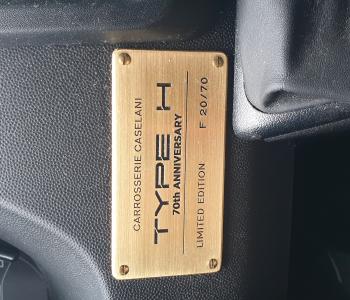 CARROSSERIE CASELANI
TYPE H
70th ANNIVERSARY
LIMITED EDITION F 20/70